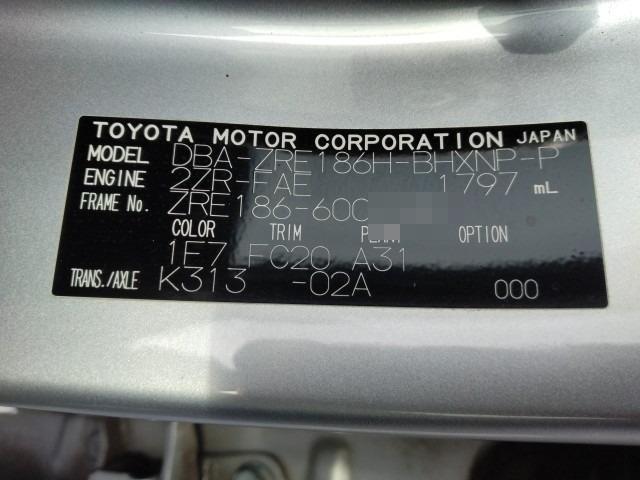 TOYOTA MOTOR CORPORATION JAPAN
MODEL DBA-ZRE186H-BHXNP-P
ENGINE 2ZR-FAE 1797 mL
FRAME No. ZRE186-600
COLOR TRIM OPTION
1E7 FC20 A31
TRANS./AXLE K313 -02A 000